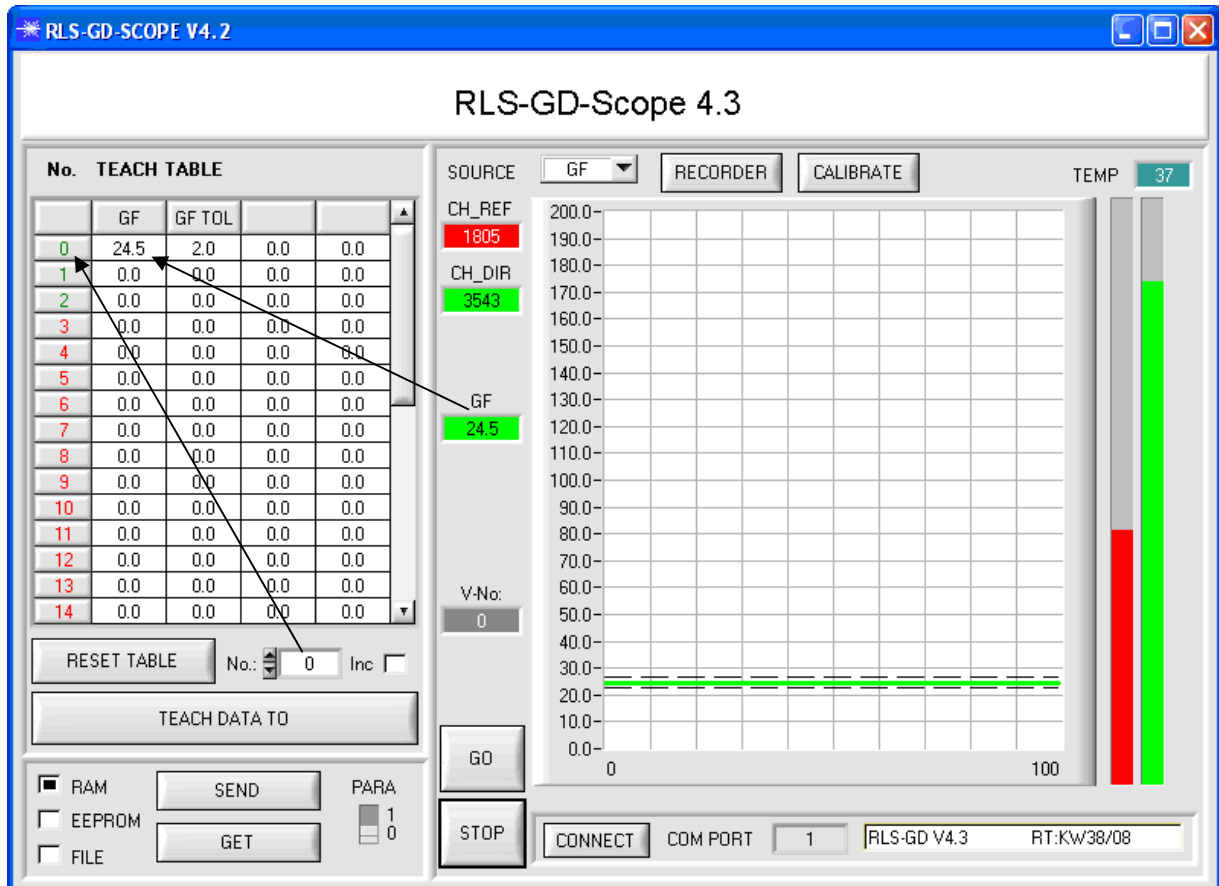 RLS-GD-SCOPE V4.2
RLS-GD-Scope 4.3
No. TEACH TABLE
GF GF TOL
0 24.5 2.0 0.0 0.0
1 0.0 0.0 0.0 0.0
2 0.0 0.0 0.0 0.0
3 0.0 0.0 0.0 0.0
4 0.0 0.0 0.0 0.0
5 0.0 0.0 0.0 0.0
6 0.0 0.0 0.0 0.0
7 0.0 0.0 0.0 0.0
8 0.0 0.0 0.0 0.0
9 0.0 0.0 0.0 0.0
10 0.0 0.0 0.0 0.0
11 0.0 0.0 0.0 0.0
12 0.0 0.0 0.0 0.0
13 0.0 0.0 0.0 0.0
14 0.0 0.0 0.0 0.0
RESET TABLE No.: 0 Inc
TEACH DATA TO
RAM SEND PARA
EEPROM 1
GET 0
FILE
SOURCE GF RECORDER CALIBRATE TEMP 37
CH_REF
1805
CH_DIR
3543
GF
24.5
V-No:
0
GO
STOP
200.0
190.0
180.0
170.0
160.0
150.0
140.0
130.0
120.0
110.0
100.0
90.0
80.0
70.0
60.0
50.0
40.0
30.0
20.0
10.0
0.0
0 100
CONNECT COM PORT 1 RLS-GD V4.3 RT:KW38/08